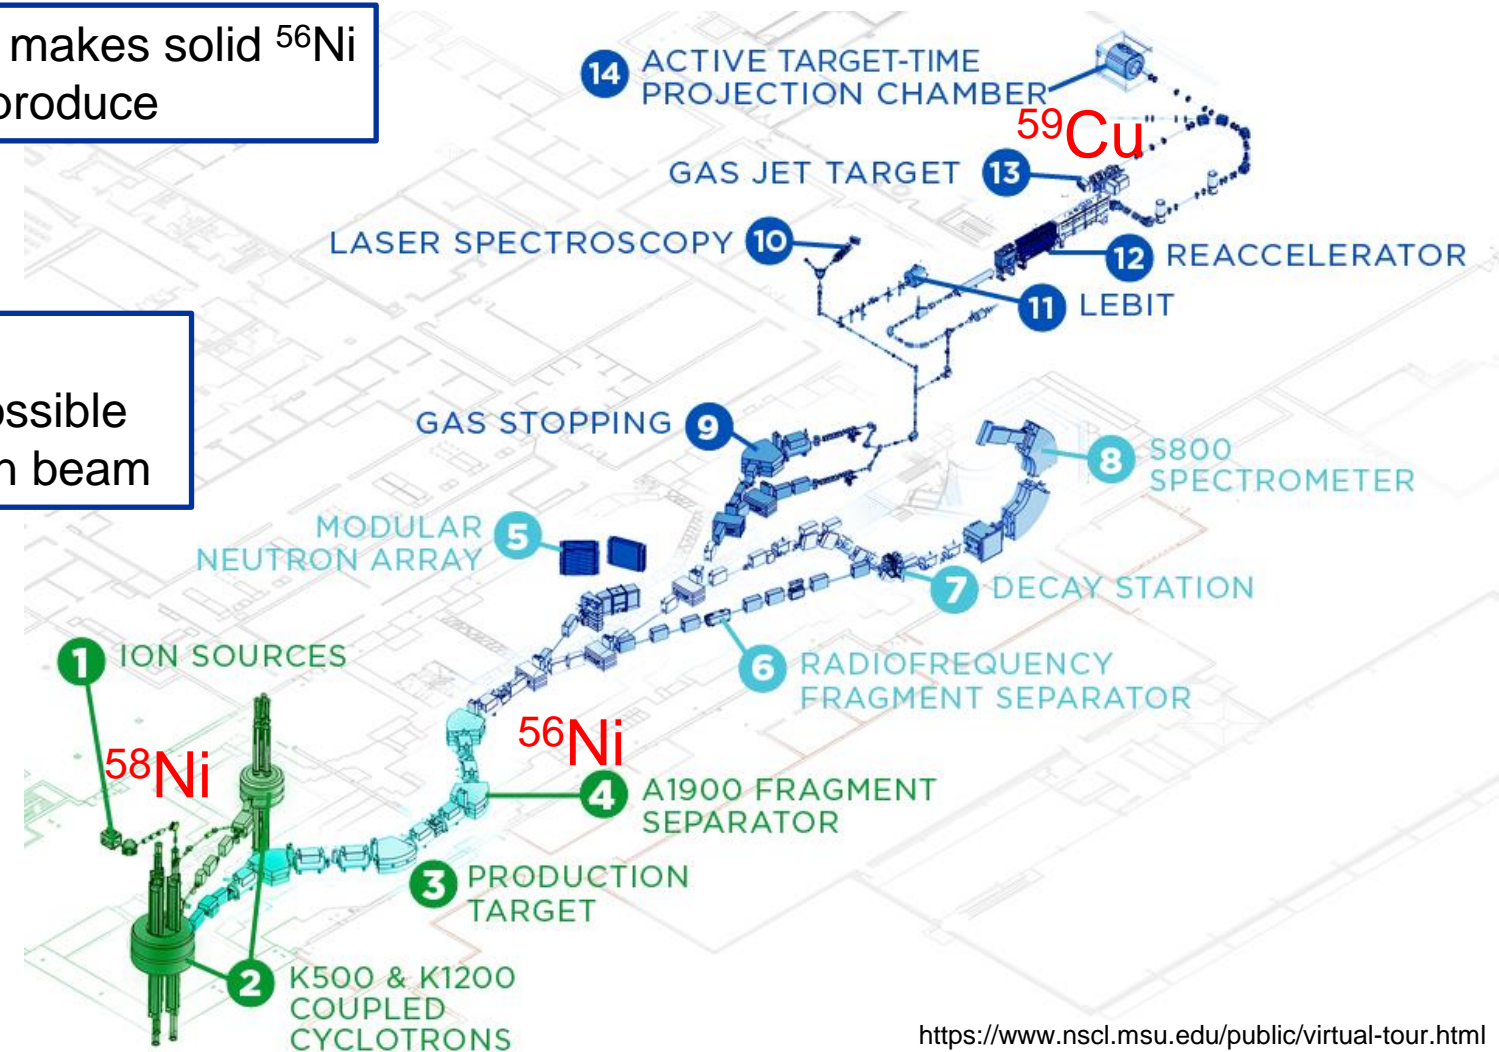 makes solid ⁵⁶Ni
produce
14 ACTIVE TARGET-TIME
PROJECTION CHAMBER
⁵⁹Cu
GAS JET TARGET 13
LASER SPECTROSCOPY 10
12 REACCELERATOR
11 LEBIT
ossible
n beam
GAS STOPPING 9
8 S800
SPECTROMETER
MODULAR
NEUTRON ARRAY 5
7 DECAY STATION
1 ION SOURCES
6 RADIOFREQUENCY
FRAGMENT SEPARATOR
⁵⁸Ni
⁵⁶Ni
4 A1900 FRAGMENT
SEPARATOR
3 PRODUCTION
TARGET
2 K500 & K1200
COUPLED
CYCLOTRONS
https://www.nscl.msu.edu/public/virtual-tour.html